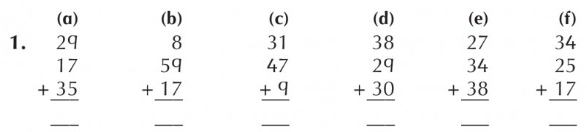 (a) (b) (c) (d) (e) (f)
1. 29 8 31 38 27 34
17 59 47 29 34 25
+ 35 + 17 + 9 + 30 + 38 + 17